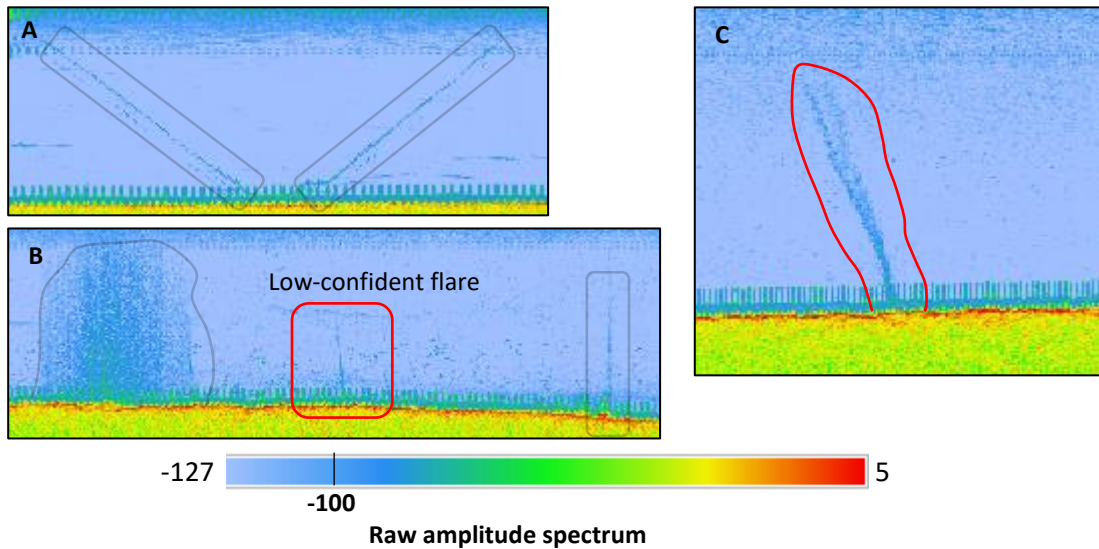 A
C
B
Low-confident flare
-127
5
-100
Raw amplitude spectrum